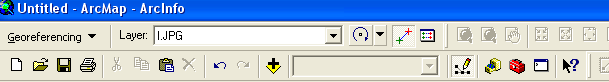 Untitled - ArcMap - ArcInfo
Georeferencing Layer: I.JPG